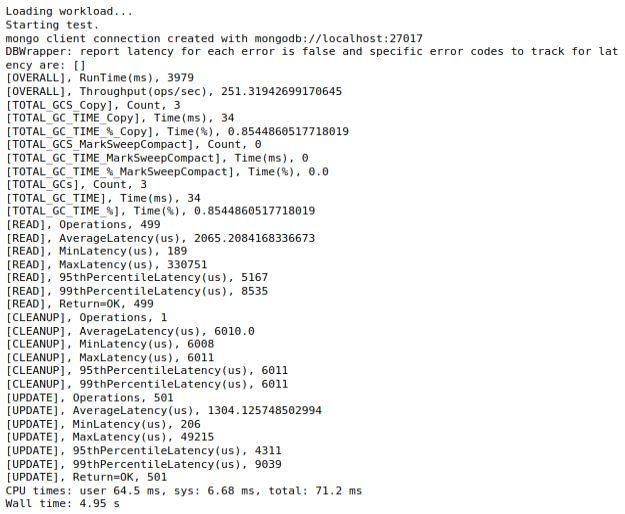 Loading workload...
Starting test.
mongo client connection created with mongodb://localhost:27017
DBWrapper: report latency for each error is false and specific error codes to track for lat
ency are: []
[OVERALL], RunTime(ms), 3979
[OVERALL], Throughput(ops/sec), 251.31942699170645
[TOTAL_GCS_Copy], Count, 3
[TOTAL_GC_TIME_Copy], Time(ms), 34
[TOTAL_GC_TIME_%_Copy], Time(%), 0.8544860517718019
[TOTAL_GCS_MarkSweepCompact], Count, 0
[TOTAL_GC_TIME_MarkSweepCompact], Time(ms), 0
[TOTAL_GC_TIME_%_MarkSweepCompact], Time(%), 0.0
[TOTAL_GCs], Count, 3
[TOTAL_GC_TIME], Time(ms), 34
[TOTAL_GC_TIME_%], Time(%), 0.8544860517718019
[READ], Operations, 499
[READ], AverageLatency(us), 2065.2084168336673
[READ], MinLatency(us), 189
[READ], MaxLatency(us), 330751
[READ], 95thPercentileLatency(us), 5167
[READ], 99thPercentileLatency(us), 8535
[READ], Return=OK, 499
[CLEANUP], Operations, 1
[CLEANUP], AverageLatency(us), 6010.0
[CLEANUP], MinLatency(us), 6008
[CLEANUP], MaxLatency(us), 6011
[CLEANUP], 95thPercentileLatency(us), 6011
[CLEANUP], 99thPercentileLatency(us), 6011
[UPDATE], Operations, 501
[UPDATE], AverageLatency(us), 1304.125748502994
[UPDATE], MinLatency(us), 206
[UPDATE], MaxLatency(us), 49215
[UPDATE], 95thPercentileLatency(us), 4311
[UPDATE], 99thPercentileLatency(us), 9039
[UPDATE], Return=OK, 501
CPU times: user 64.5 ms, sys: 6.68 ms, total: 71.2 ms
Wall time: 4.95 s